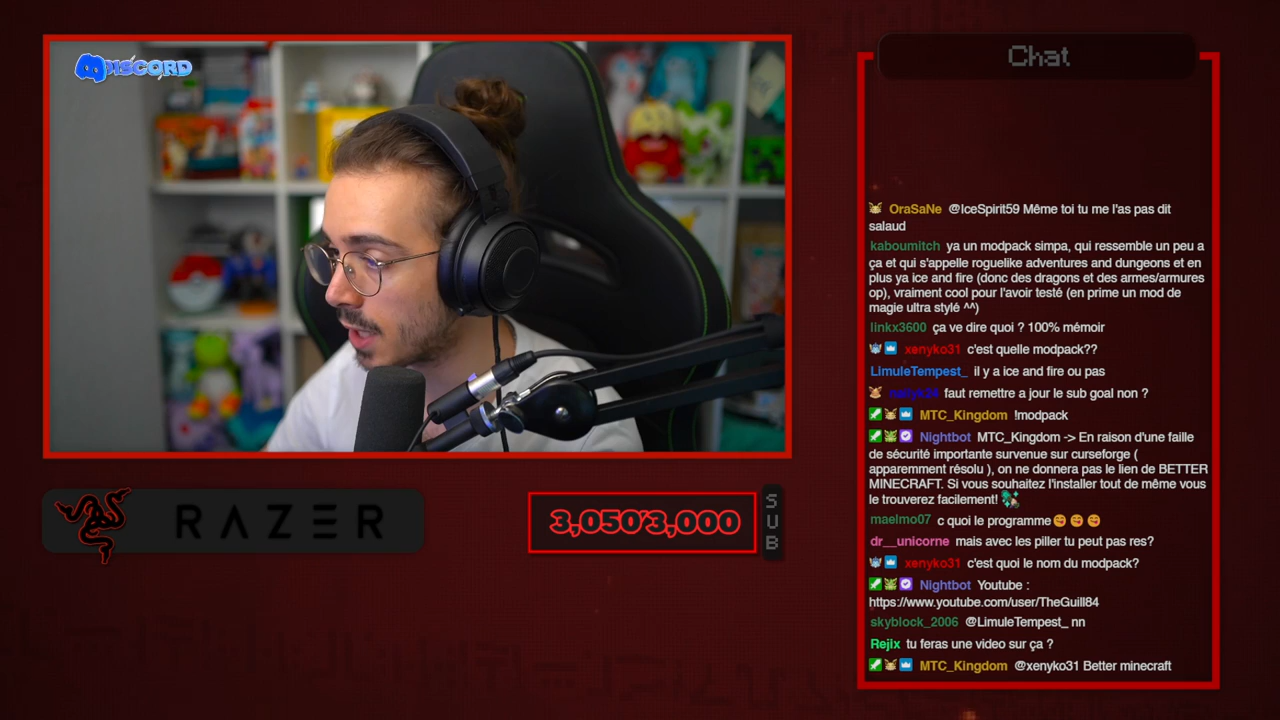 DISCORD
Chat
OraSaNe @IceSpirit59 Même toi tu me l'as pas dit
salaud
kaboumitch ya un modpack simpa, qui ressemble un peu a
ça et qui s'appelle roguelike adventures and dungeons et en
plus ya ice and fire (donc des dragons et des armes/armures
op), vraiment cool pour l'avoir testé (en prime un mod de
magie ultra stylé ^^)
linkx3600 ça ve dire quoi ? 100% mémoir
xenyko31 c'est quelle modpack??
LimuleTempest_ il y a ice and fire ou pas
faut remettre a jour le sub goal non ?
MTC_Kingdom !modpack
Nightbot MTC_Kingdom -> En raison d'une faille
de sécurité importante survenue sur curseforge (
apparemment résolu ), on ne donnera pas le lien de BETTER
MINECRAFT. Si vous souhaitez l'installer tout de même vous
le trouverez facilement!
maelmo07 c quoi le programme😋😋😋
dr__unicorne mais avec les piller tu peut pas res?
xenyko31 c'est quoi le nom du modpack?
Nightbot Youtube :
https://www.youtube.com/user/TheGuill84
skyblock_2006 @LimuleTempest_ nn
Rejix tu feras une video sur ça ?
MTC_Kingdom @xenyko31 Better minecraft
RAZER
3,050/3,000
SUB